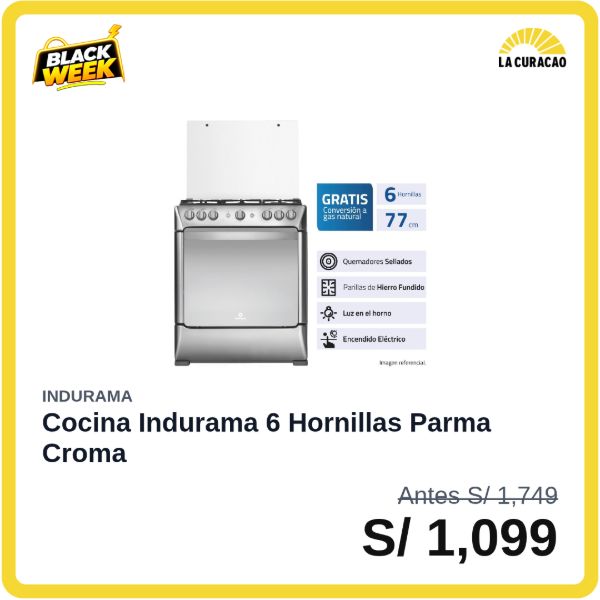 BLACK
WEEK
LA CURACAO
GRATIS
Conversión a
gas natural
6 Hornillas
77 cm
Quemadores Sellados
Parillas de Hierro Fundido
Luz en el horno
Encendido Eléctrico
Imagen referencial.
INDURAMA
Cocina Indurama 6 Hornillas Parma
Croma
Antes S/ 1,749
S/ 1,099